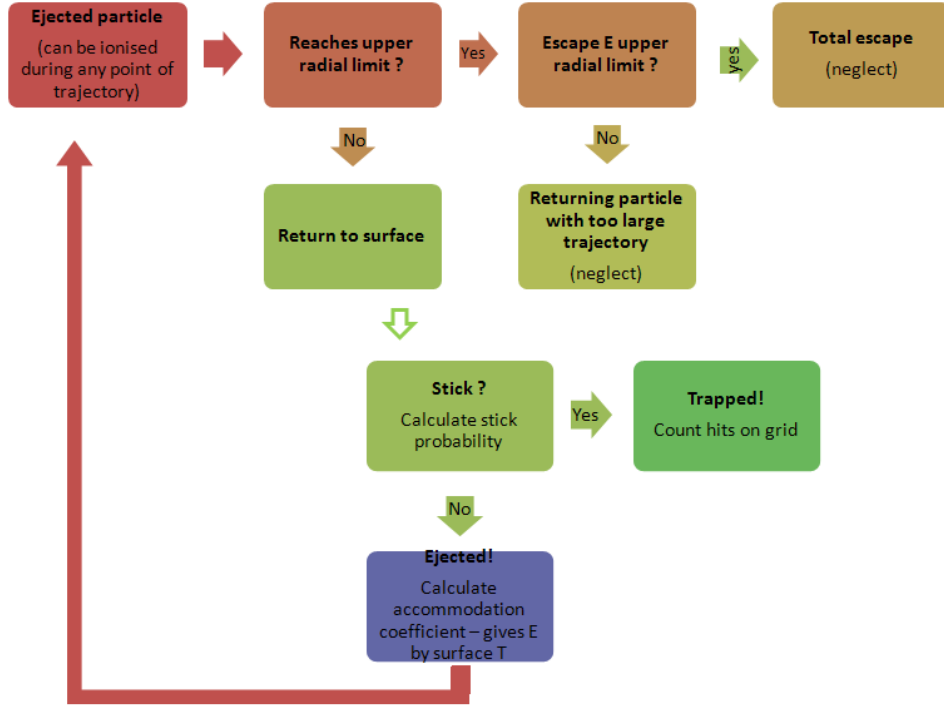 Ejected particle
(can be ionised
during any point of
trajectory)
Reaches upper
radial limit ?
Yes
Escape E upper
radial limit ?
yes
Total escape
(neglect)
No
No
Return to surface
Returning particle
with too large
trajectory
(neglect)
Stick ?
Calculate stick
probability
Yes
Trapped!
Count hits on grid
No
Ejected!
Calculate
accommodation
coefficient – gives E
by surface T